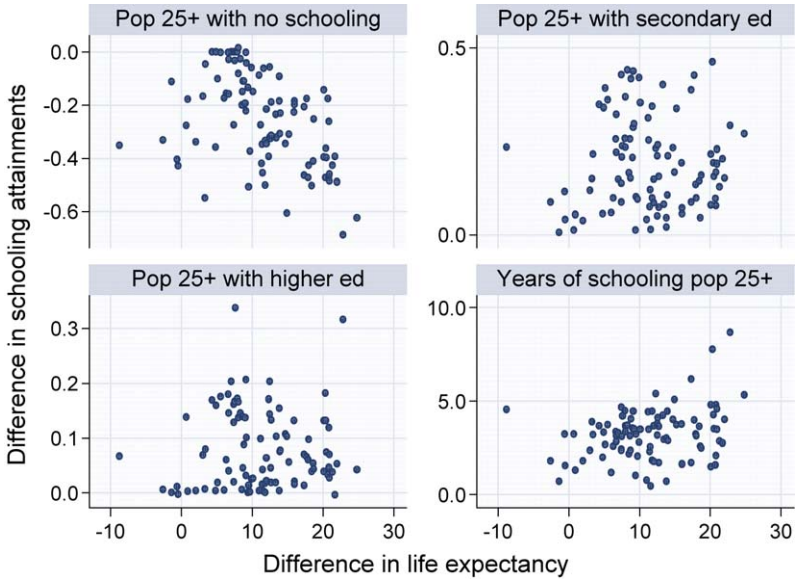 Pop 25+ with no schooling
Pop 25+ with secondary ed
0.0
-0.2
-0.4
-0.6
0.5
0.0
Pop 25+ with higher ed
Years of schooling pop 25+
0.3
0.2
0.1
0.0
10.0
5.0
0.0
-10 0 10 20 30
-10 0 10 20 30
Difference in schooling attainments
Difference in life expectancy